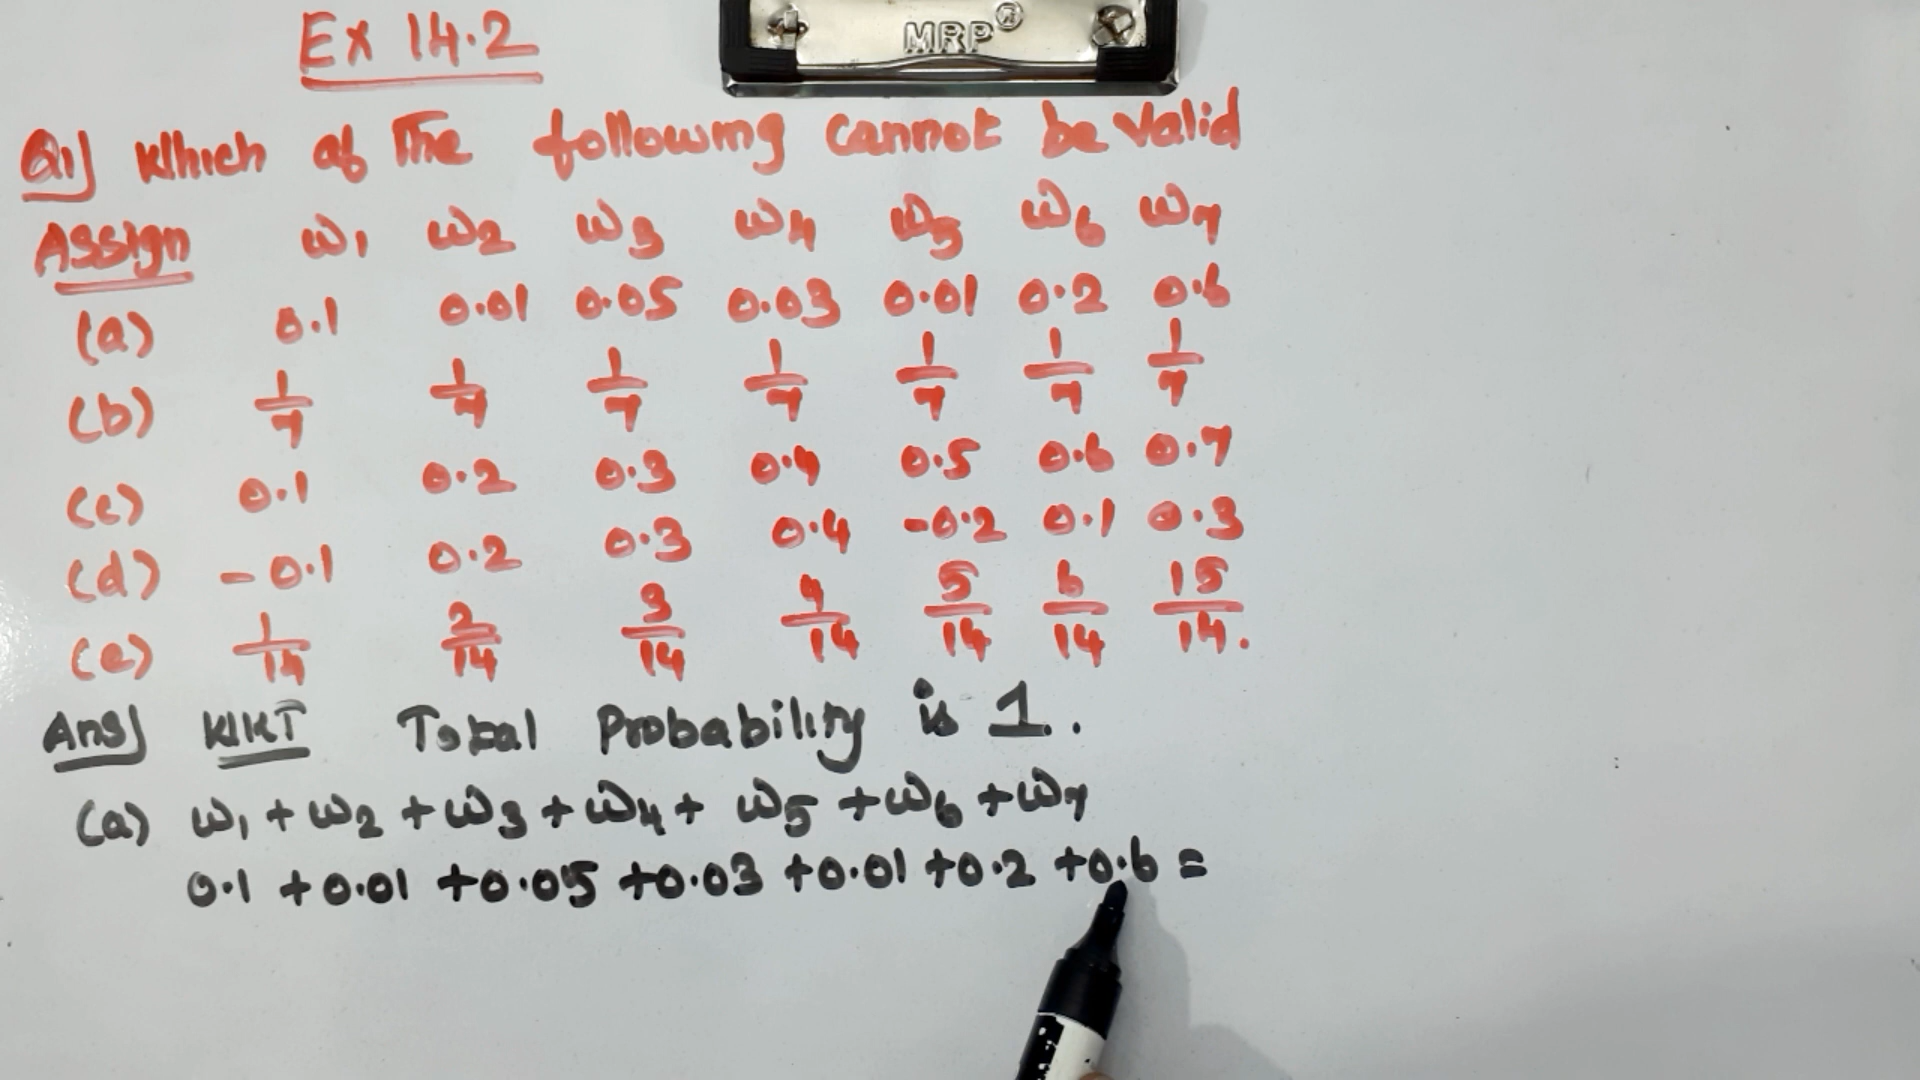 MRP®
Ex 14.2
Q1] Which of The following cannot be valid
Assign ω1 ω2 ω3 ω4 ω5 ω6 ω7
(a) 0.1 0.01 0.05 0.03 0.01 0.2 0.6
(b) 1/7 1/7 1/7 1/7 1/7 1/7 1/7
(c) 0.1 0.2 0.3 0.4 0.5 0.6 0.7
(d) -0.1 0.2 0.3 0.4 -0.2 0.1 0.3
(e) 1/14 2/14 3/14 4/14 5/14 6/14 15/14.
Ans] WKT Total Probability is 1.
(a) ω1 + ω2 + ω3 + ω4 + ω5 + ω6 + ω7
0.1 + 0.01 + 0.05 + 0.03 + 0.01 + 0.2 + 0.6 =